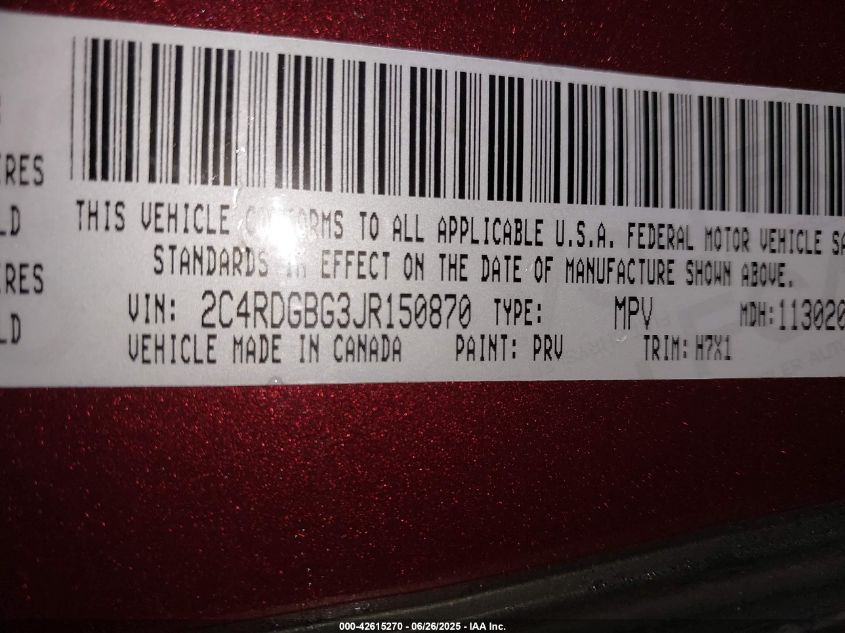 RES
LD
RES
LD
THIS VEHICLE CONFORMS TO ALL APPLICABLE U.S.A. FEDERAL MOTOR VEHICLE SA
STANDARDS IN EFFECT ON THE DATE OF MANUFACTURE SHOWN ABOVE.
VIN: 2C4RDGBG3JR150870 TYPE: MPV MDH: 113020
VEHICLE MADE IN CANADA PAINT: PRV TRIM: H7X1
000-42615270 - 06/26/2025 - IAA Inc.